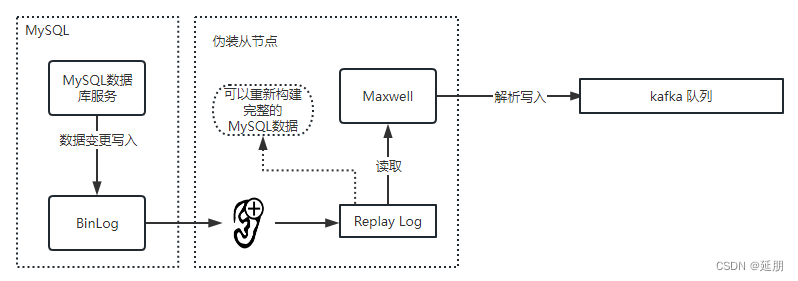 MySQL
MySQL数据
库服务
数据变更写入
BinLog
伪装从节点
可以重新构建
完整的
MySQL数据
Maxwell
读取
Replay Log
解析写入
kafka 队列
CSDN @延朋